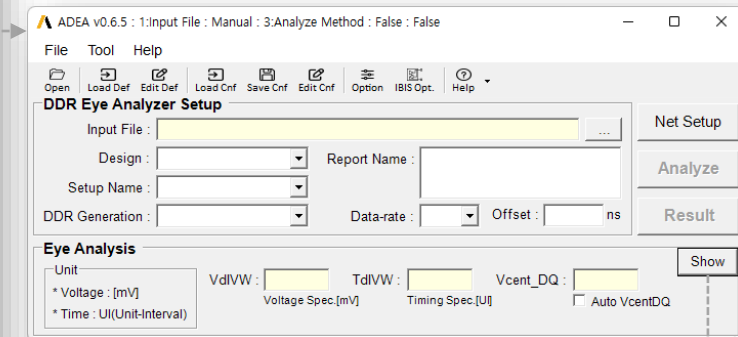 ADEA v0.6.5 : 1:Input File : Manual : 3:Analyze Method : False : False
File Tool Help
Open Load Def Edit Def Load Cnf Save Cnf Edit Cnf Option IBIS Opt. Help
DDR Eye Analyzer Setup
Input File : ... Net Setup
Design : Report Name : Analyze
Setup Name :
DDR Generation : Data-rate : Offset : ns Result
Eye Analysis Show
Unit
VdIVW : TdIVW : Vcent_DQ :
* Voltage : [mV] Voltage Spec.[mV] Timing Spec.[UI] Auto VcentDQ
* Time : UI(Unit-Interval)